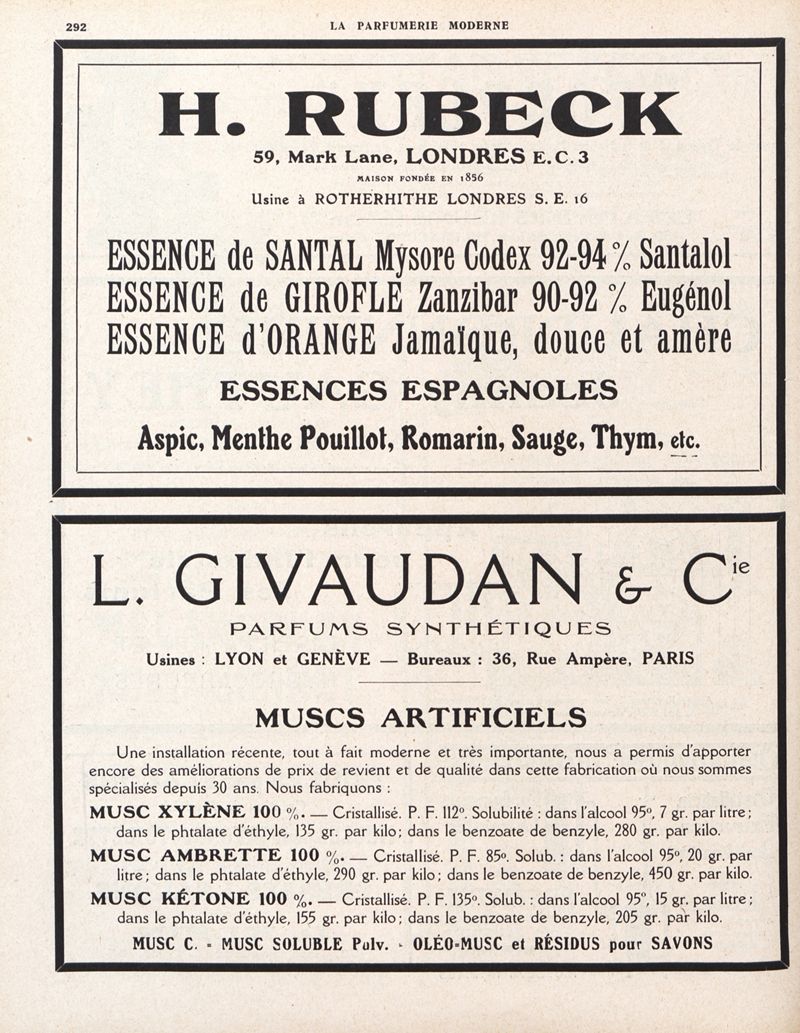 292
LA PARFUMERIE MODERNE
H. RUBECK
59, Mark Lane, LONDRES E. C. 3
MAISON FONDÉE EN 1856
Usine à ROTHERHITHE LONDRES S. E. 16
ESSENCE de SANTAL Mysore Codex 92-94 % Santalol
ESSENCE de GIROFLE Zanzibar 90-92 % Eugénol
ESSENCE d'ORANGE Jamaïque, douce et amère
ESSENCES ESPAGNOLES
Aspic, Menthe Pouillot, Romarin, Sauge, Thym, etc.
L. GIVAUDAN & Cie
PARFUMS SYNTHÉTIQUES
Usines : LYON et GENÈVE — Bureaux : 36, Rue Ampère, PARIS
MUSCS ARTIFICIELS
Une installation récente, tout à fait moderne et très importante, nous a permis d'apporter
encore des améliorations de prix de revient et de qualité dans cette fabrication où nous sommes
spécialisés depuis 30 ans. Nous fabriquons :
MUSC XYLÈNE 100 %. — Cristallisé. P. F. 112º. Solubilité : dans l'alcool 95º, 7 gr. par litre ;
dans le phtalate d'éthyle, 135 gr. par kilo ; dans le benzoate de benzyle, 280 gr. par kilo.
MUSC AMBRETTE 100 %. — Cristallisé. P. F. 85º. Solub. : dans l'alcool 95º, 20 gr. par
litre ; dans le phtalate d'éthyle, 290 gr. par kilo ; dans le benzoate de benzyle, 450 gr. par kilo.
MUSC KÉTONE 100 %. — Cristallisé. P. F. 135º. Solub. : dans l'alcool 95º, 15 gr. par litre ;
dans le phtalate d'éthyle, 155 gr. par kilo ; dans le benzoate de benzyle, 205 gr. par kilo.
MUSC C. - MUSC SOLUBLE Pulv. - OLÉO-MUSC et RÉSIDUS pour SAVONS